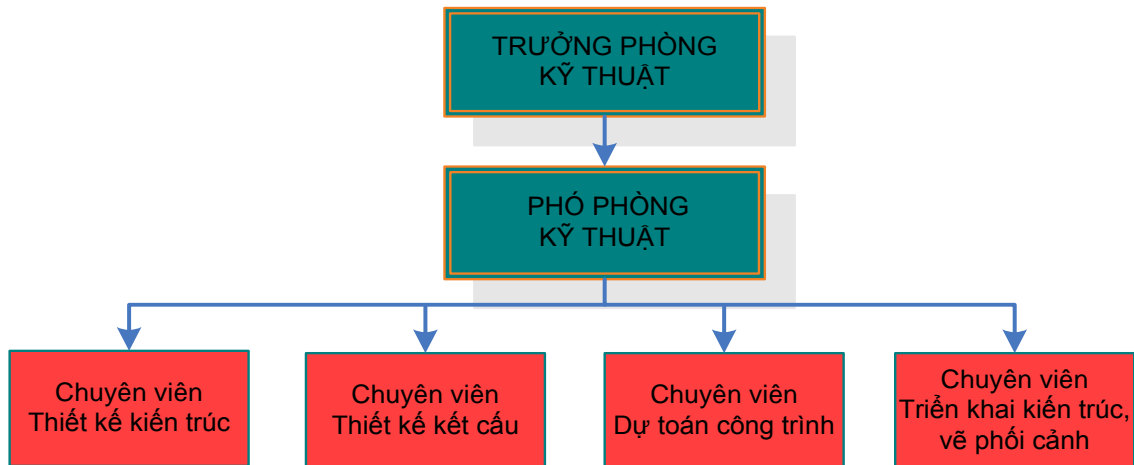 TRƯỞNG PHÒNG
KỸ THUẬT
PHÓ PHÒNG
KỸ THUẬT
Chuyên viên
Thiết kế kiến trúc
Chuyên viên
Thiết kế kết cấu
Chuyên viên
Dự toán công trình
Chuyên viên
Triển khai kiến trúc,
vẽ phối cảnh